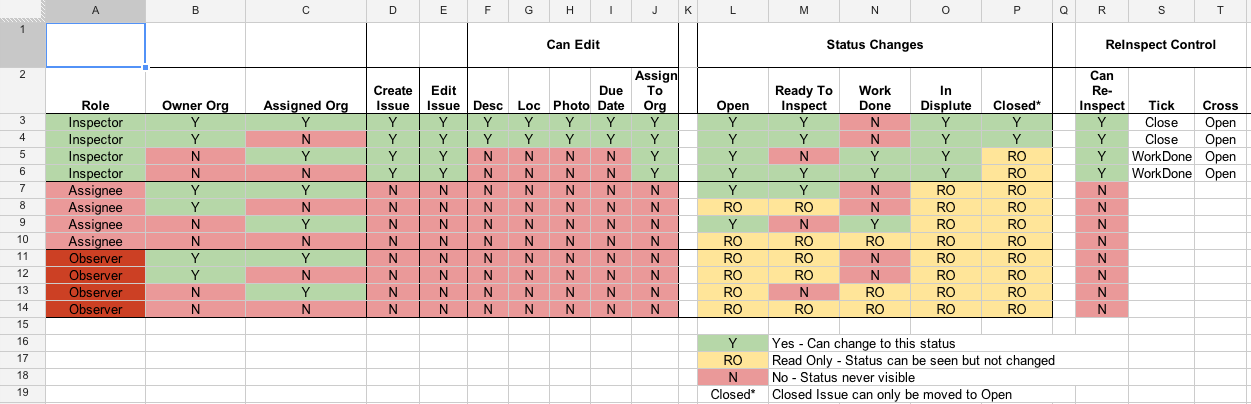 A B C D E F G H I J K L M N O P Q R S T
1 Can Edit Status Changes ReInspect Control
2 Role Owner Org Assigned Org Create Issue Edit Issue Desc Loc Photo Due Date Assign To Org Open Ready To Inspect Work Done In Displute Closed* Can Re-Inspect Tick Cross
3 Inspector Y Y Y Y Y Y Y Y Y Y Y N Y Y Y Close Open
4 Inspector Y N Y Y Y Y Y Y Y Y Y N Y Y Y Close Open
5 Inspector N Y Y Y N N N N Y Y N Y Y RO Y WorkDone Open
6 Inspector N N Y Y N N N N Y Y Y Y Y RO Y WorkDone Open
7 Assignee Y Y N N N N N N N Y Y N RO RO N
8 Assignee Y N N N N N N N N RO RO N RO RO N
9 Assignee N Y N N N N N N N Y N Y RO RO N
10 Assignee N N N N N N N N N RO RO RO RO RO N
11 Observer Y Y N N N N N N N RO RO N RO RO N
12 Observer Y N N N N N N N N RO RO N RO RO N
13 Observer N Y N N N N N N N RO N RO RO RO N
14 Observer N N N N N N N N N RO RO RO RO RO N
15
16 Y Yes - Can change to this status
17 RO Read Only - Status can be seen but not changed
18 N No - Status never visible
19 Closed* Closed Issue can only be moved to Open